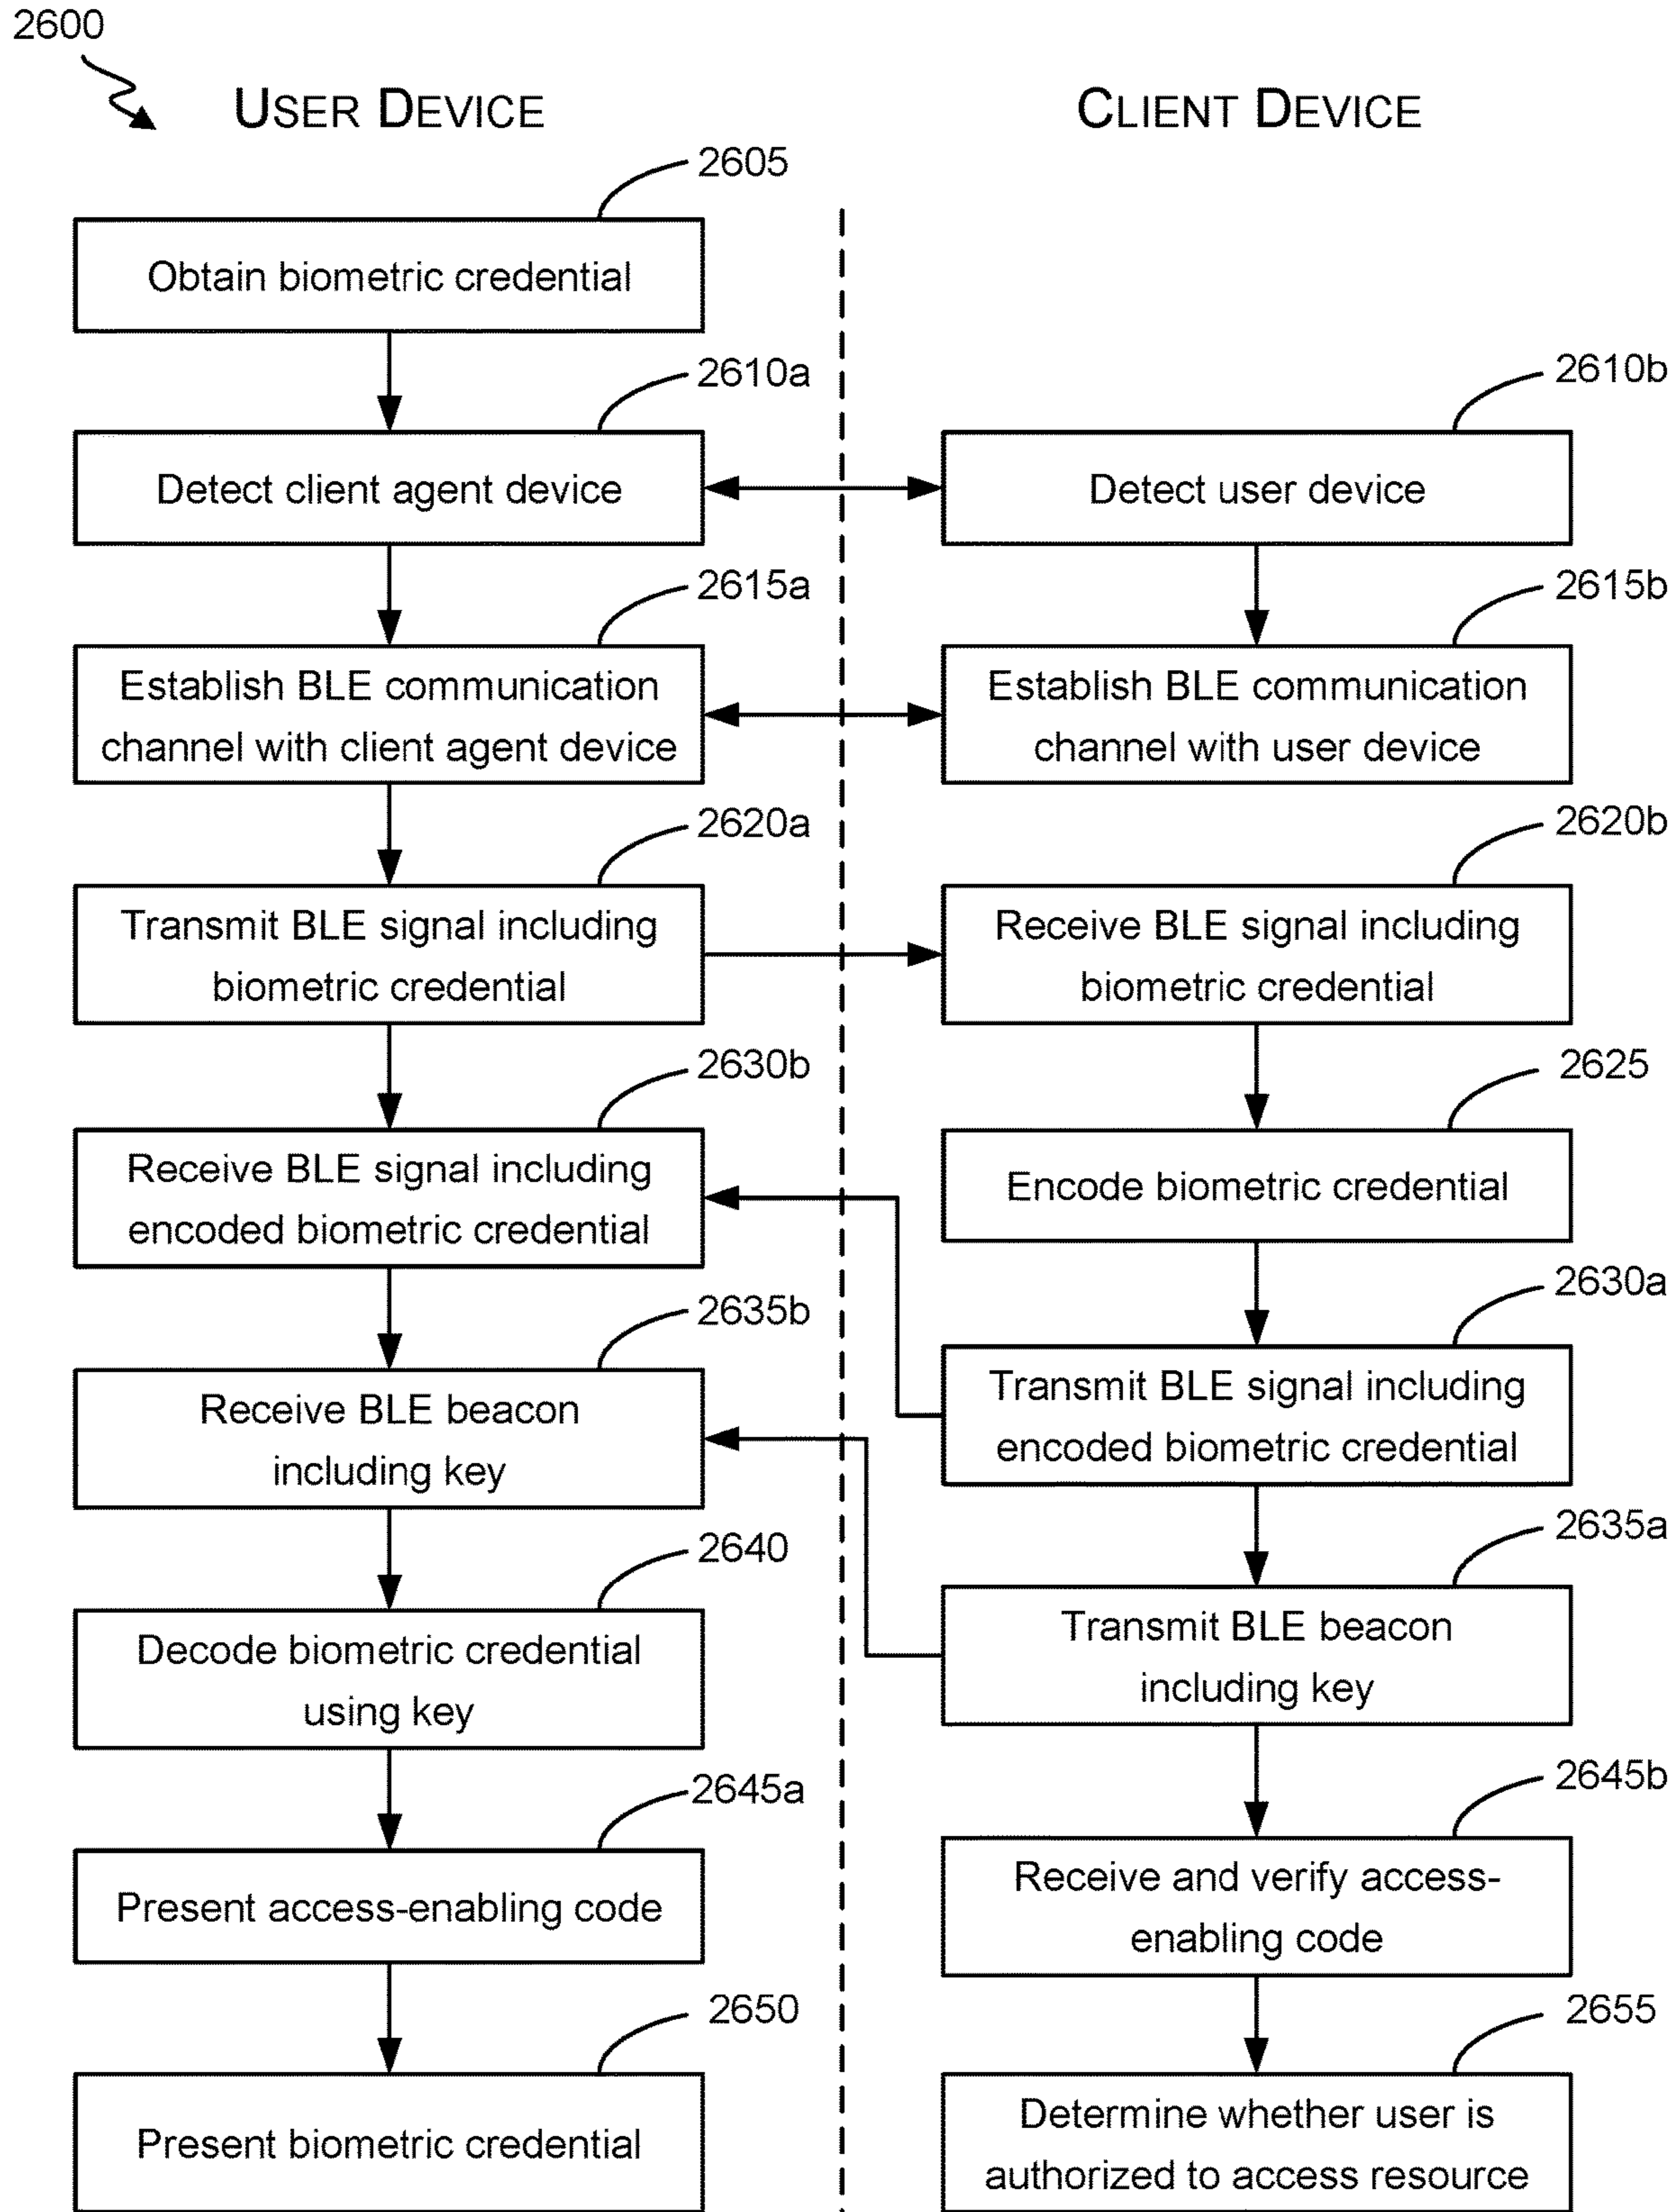 2600
USER DEVICE
CLIENT DEVICE
2605
Obtain biometric credential
2610a
2610b
Detect client agent device
Detect user device
2615a
2615b
Establish BLE communication
channel with client agent device
Establish BLE communication
channel with user device
2620a
2620b
Transmit BLE signal including
biometric credential
Receive BLE signal including
biometric credential
2630b
2625
Receive BLE signal including
encoded biometric credential
Encode biometric credential
2635b
2630a
Receive BLE beacon
including key
Transmit BLE signal including
encoded biometric credential
2640
2635a
Decode biometric credential
using key
Transmit BLE beacon
including key
2645a
2645b
Present access-enabling code
Receive and verify access-
enabling code
2650
2655
Present biometric credential
Determine whether user is
authorized to access resource